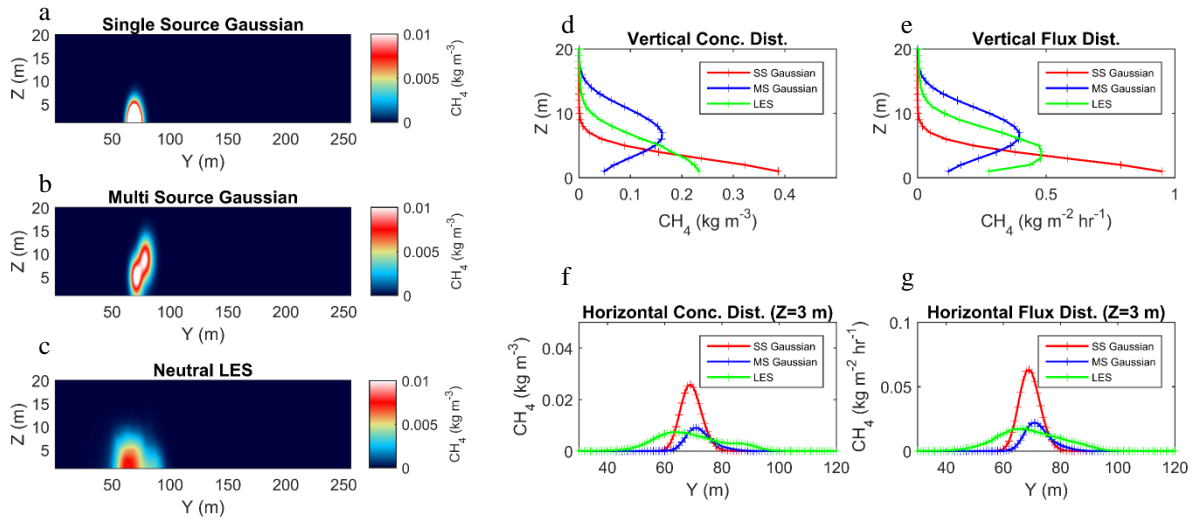 a
Single Source Gaussian
20
15
10
5
Z (m)
50 100 150 200 250
Y (m)
0.01
0.005
0
CH₄ (kg m⁻³)
b
Multi Source Gaussian
20
15
10
5
Z (m)
50 100 150 200 250
Y (m)
0.01
0.005
0
CH₄ (kg m⁻³)
c
Neutral LES
20
15
10
5
Z (m)
50 100 150 200 250
Y (m)
0.01
0.005
0
CH₄ (kg m⁻³)
d
Vertical Conc. Dist.
20
10
0
Z (m)
SS Gaussian
MS Gaussian
LES
0 0.1 0.2 0.3 0.4
CH₄ (kg m⁻³)
e
Vertical Flux Dist.
20
10
0
Z (m)
SS Gaussian
MS Gaussian
LES
0 0.5 1
CH₄ (kg m⁻² hr⁻¹)
f
Horizontal Conc. Dist. (Z=3 m)
0.04
0.02
0
CH₄ (kg m⁻³)
SS Gaussian
MS Gaussian
LES
40 60 80 100 120
Y (m)
g
Horizontal Flux Dist. (Z=3 m)
0.1
0.05
0
CH₄ (kg m⁻² hr⁻¹)
SS Gaussian
MS Gaussian
LES
40 60 80 100 120
Y (m)